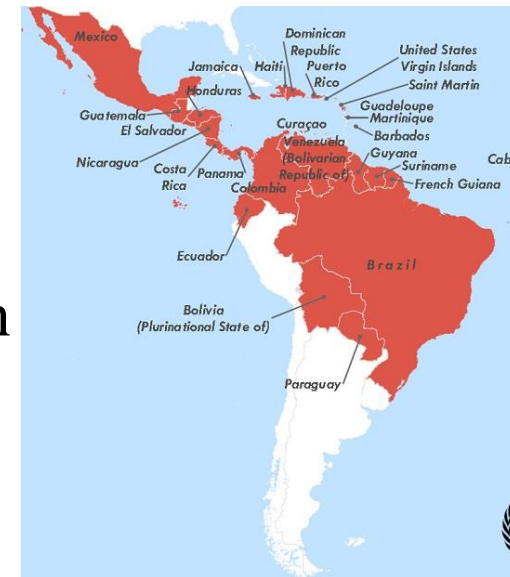 Mexico
Dominican
Republic
Jamaica
Haiti
Puerto
Rico
United States
Virgin Islands
Saint Martin
Honduras
Guadeloupe
Martinique
Guatemala
El Salvador
Curaçao
Barbados
Venezuela
(Bolivarian
Republic of)
Guyana
Suriname
French Guiana
Cab
Nicaragua
Costa
Rica
Panama
Colombia
Ecuador
Brazil
Bolivia
(Plurinational State of)
n
Paraguay